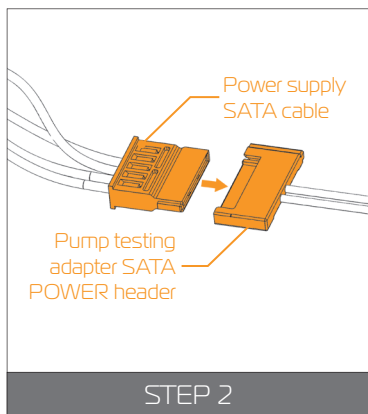 Power supply
SATA cable
Pump testing
adapter SATA
POWER header
STEP 2